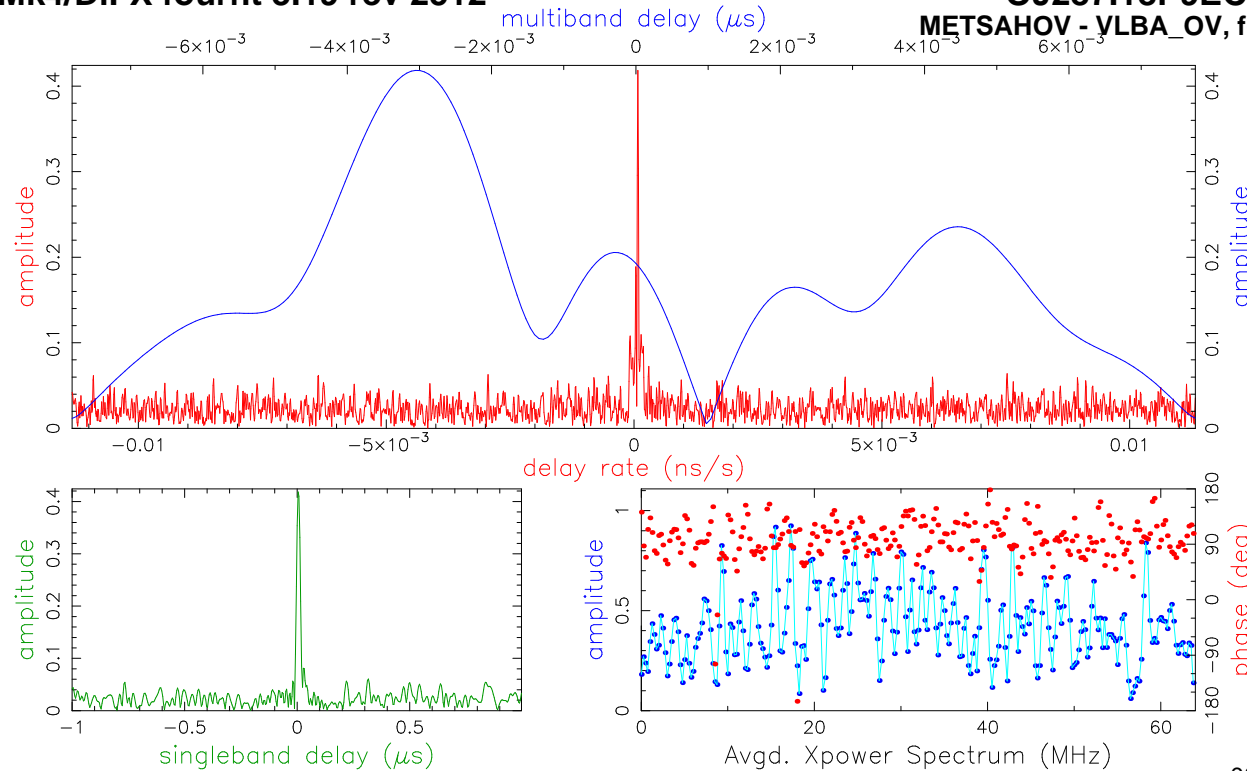 multiband delay (μs)
METSAHOV - VLBA_OV, f
−6×10⁻³ −4×10⁻³ −2×10⁻³ 0 2×10⁻³ 4×10⁻³ 6×10⁻³
amplitude
0 0.1 0.2 0.3 0.4
amplitude
0 0.1 0.2 0.3 0.4
−0.01 −5×10⁻³ 0 5×10⁻³ 0.01
delay rate (ns/s)
amplitude
0 0.1 0.2 0.3 0.4
−1 −0.5 0 0.5
singleband delay (μs)
amplitude
0 0.5 1
phase (deg)
−180 −90 0 90 180
0 20 40 60
Avgd. Xpower Spectrum (MHz)